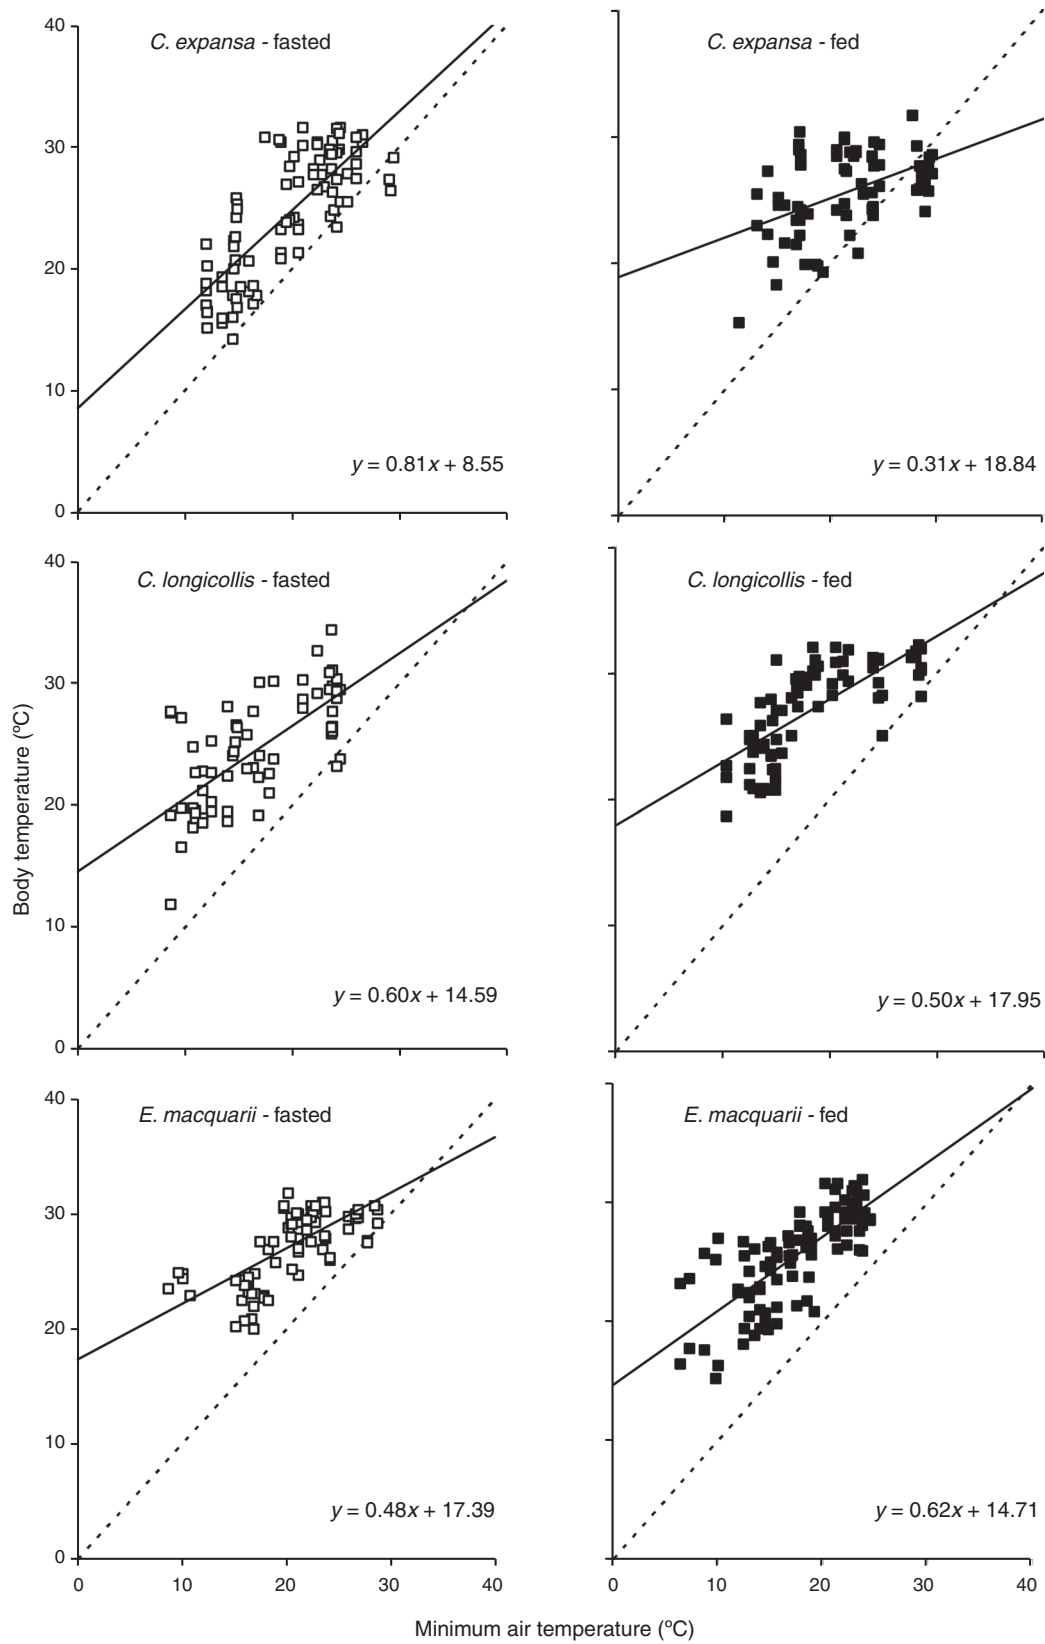 40
C. expansa - fasted
C. expansa - fed
30
20
10
y = 0.81x + 8.55
y = 0.31x + 18.84
0
40
C. longicollis - fasted
C. longicollis - fed
30
20
10
y = 0.60x + 14.59
y = 0.50x + 17.95
0
Body temperature (ºC)
40
E. macquarii - fasted
E. macquarii - fed
30
20
10
y = 0.48x + 17.39
y = 0.62x + 14.71
0
0 10 20 30 40
0 10 20 30 40
Minimum air temperature (ºC)